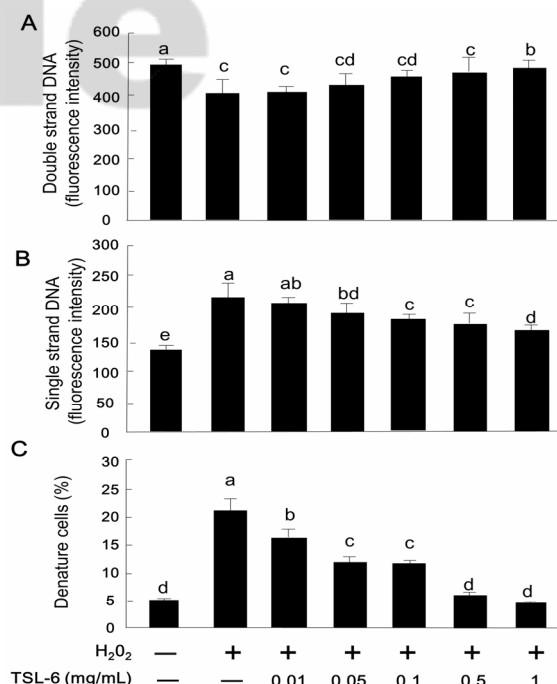 A
Double strand DNA
(fluorescence intensity)
600
500
400
300
200
100
0
a
c
c
cd
cd
c
b
B
Single strand DNA
(fluorescence intensity)
300
250
200
150
100
50
0
e
a
ab
bd
c
c
d
C
Denature cells (%)
30
25
20
15
10
5
0
d
a
b
c
c
d
d
H₂0₂ — + + + + + +
TSL-6 (mg/mL) — — 0.01 0.05 0.1 0.5 1